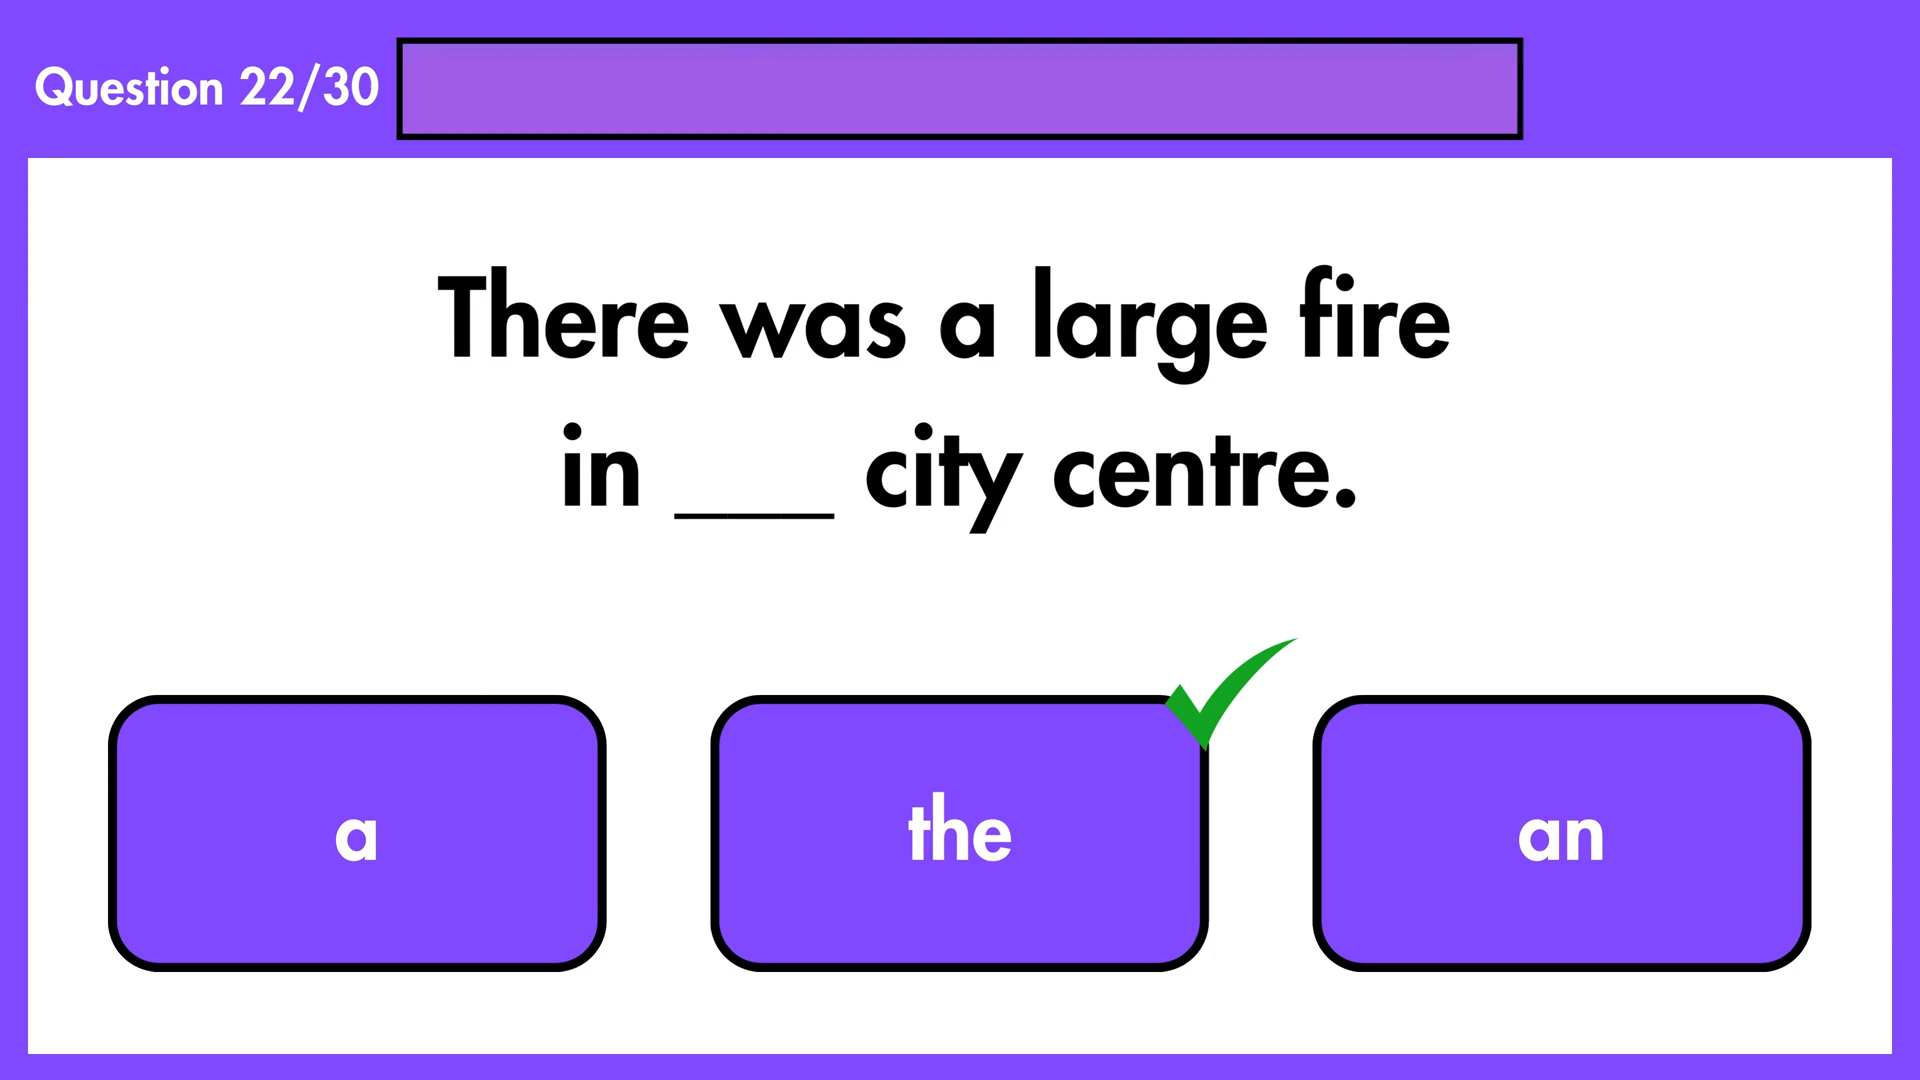 Question 22/30
There was a large fire
in ___ city centre.
a
the
an